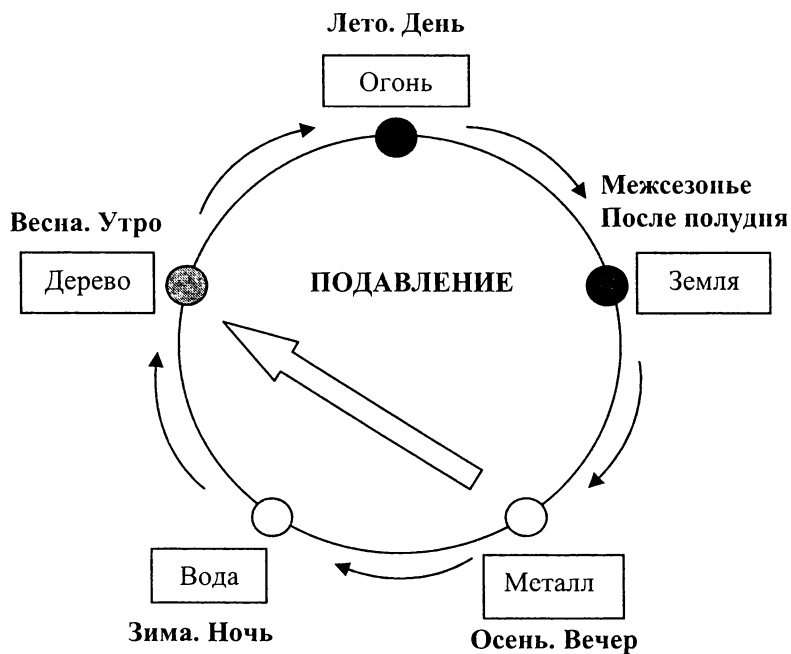 Лето. День
Огонь
Межсезонье
После полудня
Весна. Утро
Дерево
ПОДАВЛЕНИЕ
Земля
Вода
Металл
Зима. Ночь
Осень. Вечер